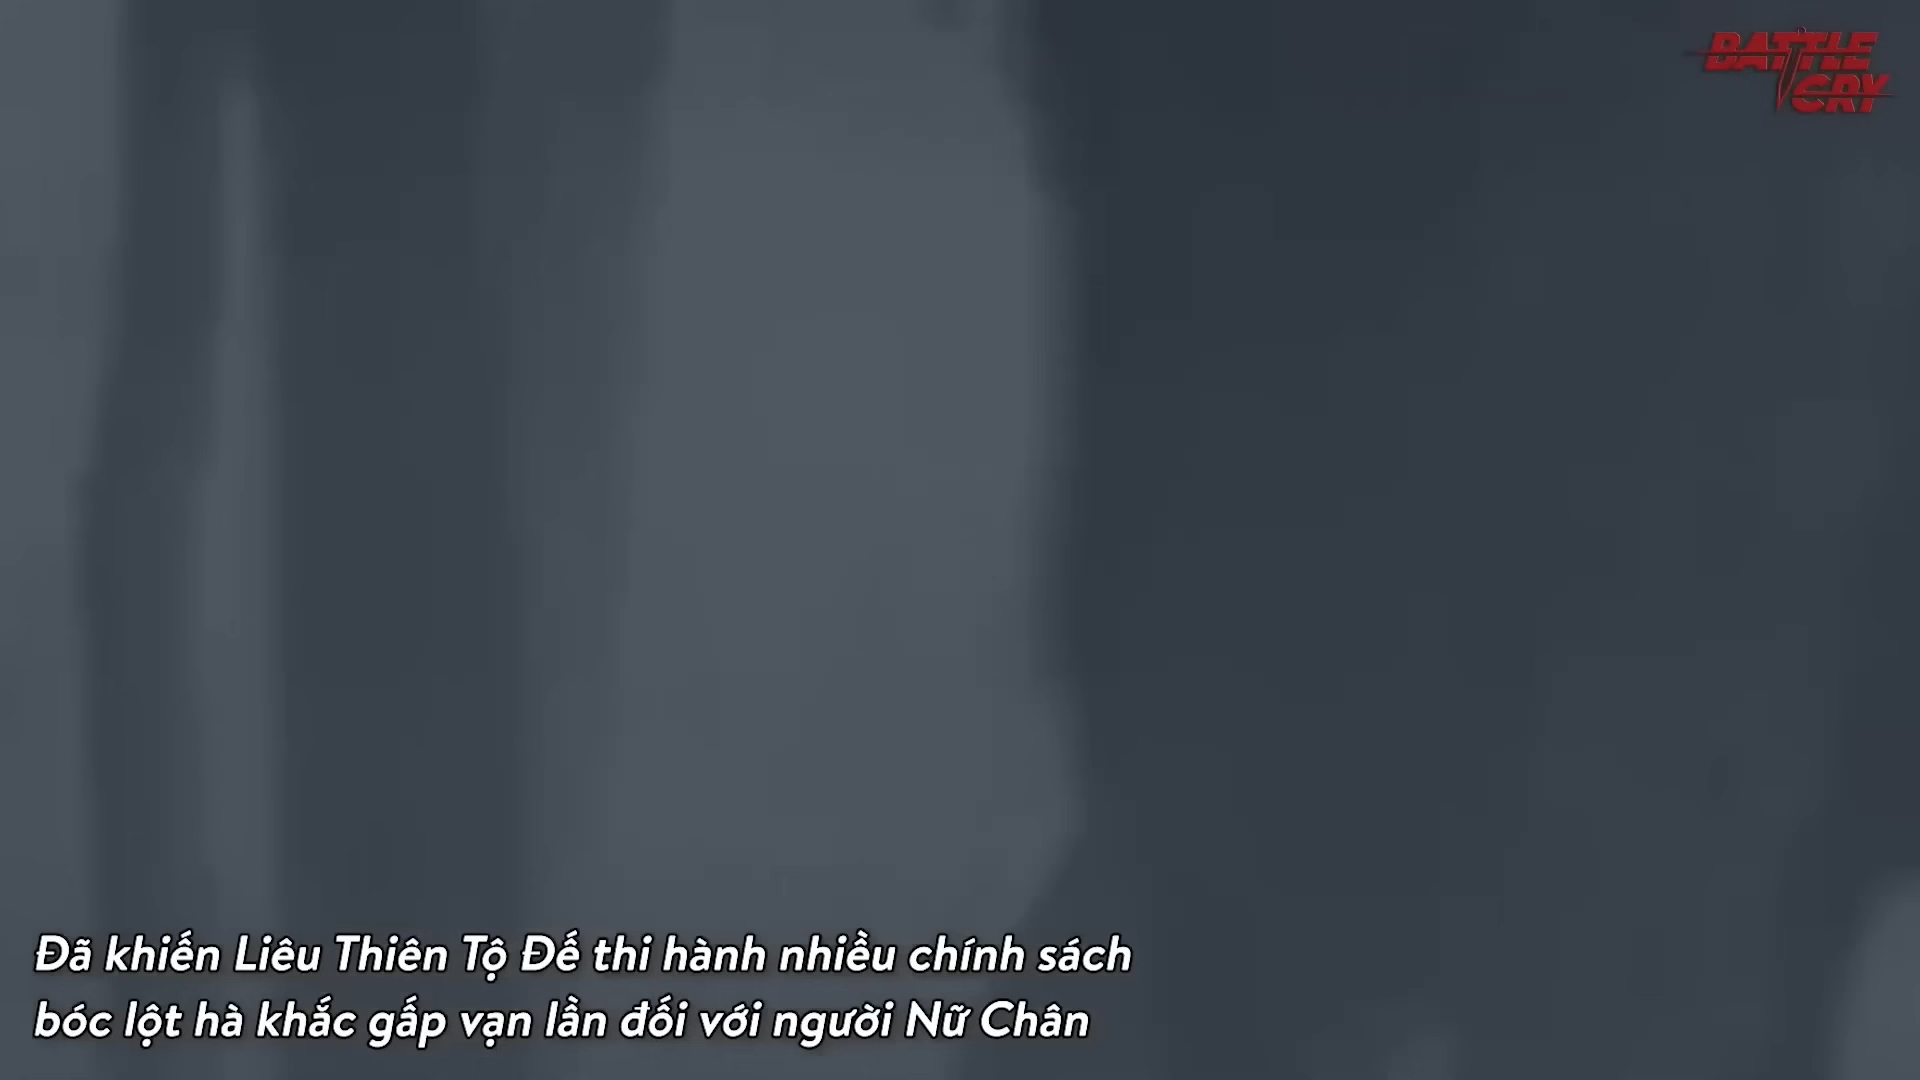 BATTLE
CRY
Đã khiến Liêu Thiên Tộ Đế thi hành nhiều chính sách
bóc lột hà khắc gấp vạn lần đối với người Nữ Chân